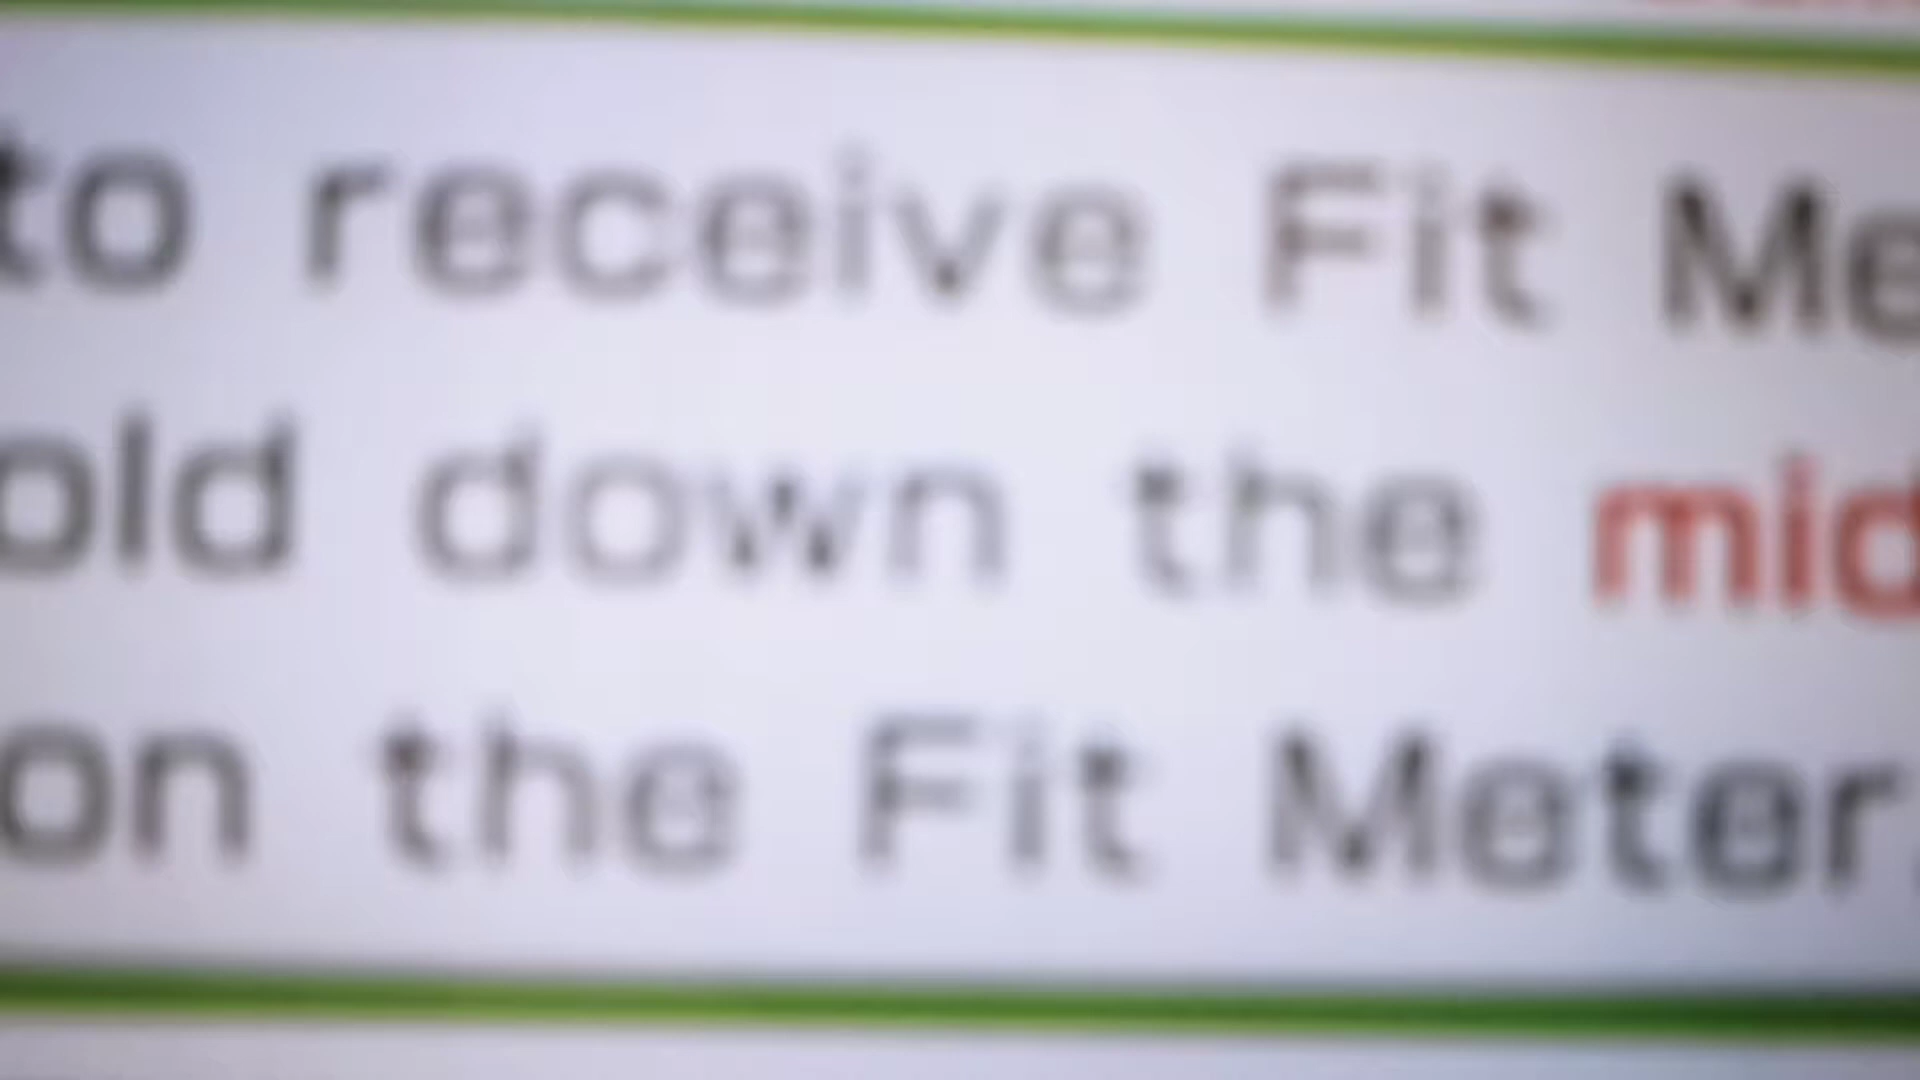 to receive Fit Me
old down the mid
on the Fit Meter.